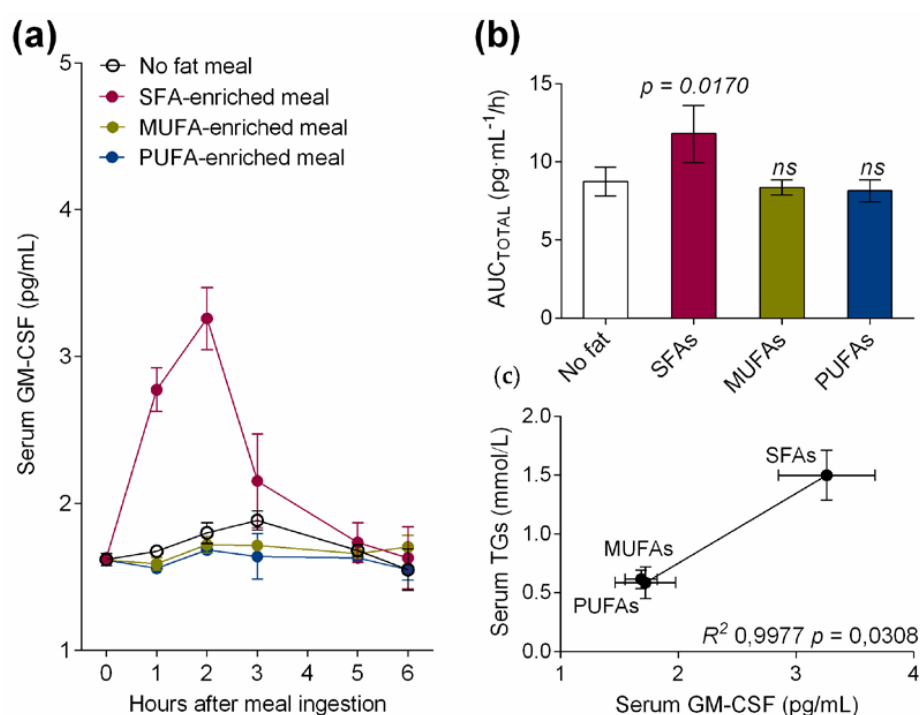 (a)
5
4
3
2
1
Serum GM-CSF (pg/mL)
No fat meal
SFA-enriched meal
MUFA-enriched meal
PUFA-enriched meal
0 1 2 3 5 6
Hours after meal ingestion
(b)
15
10
5
0
AUCTOTAL (pg·mL⁻¹/h)
p = 0.0170
ns
ns
No fat
SFAs
MUFAs
PUFAs
(c)
2.0
1.5
1.0
0.5
0.0
Serum TGs (mmol/L)
SFAs
MUFAs
PUFAs
R² 0,9977 p = 0,0308
1 2 3 4
Serum GM-CSF (pg/mL)